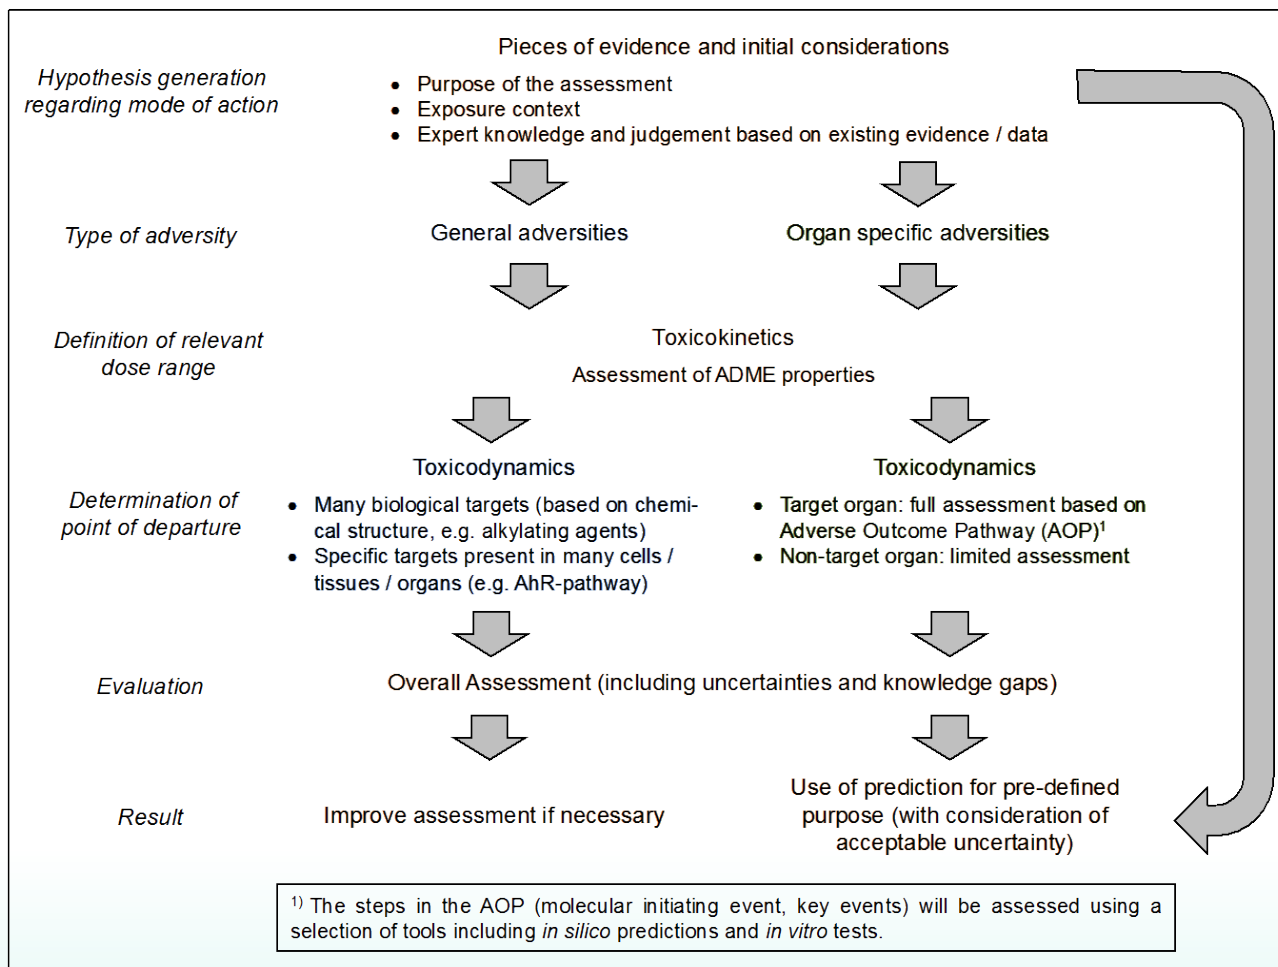 Pieces of evidence and initial considerations
Hypothesis generation
regarding mode of action
• Purpose of the assessment
• Exposure context
• Expert knowledge and judgement based on existing evidence / data
Type of adversity
General adversities
Organ specific adversities
Definition of relevant
dose range
Toxicokinetics
Assessment of ADME properties
Determination of
point of departure
Toxicodynamics
• Many biological targets (based on chemi-
cal structure, e.g. alkylating agents)
• Specific targets present in many cells /
tissues / organs (e.g. AhR-pathway)
Toxicodynamics
• Target organ: full assessment based on
Adverse Outcome Pathway (AOP)¹
• Non-target organ: limited assessment
Evaluation
Overall Assessment (including uncertainties and knowledge gaps)
Result
Improve assessment if necessary
Use of prediction for pre-defined
purpose (with consideration of
acceptable uncertainty)
¹⁾ The steps in the AOP (molecular initiating event, key events) will be assessed using a
selection of tools including in silico predictions and in vitro tests.